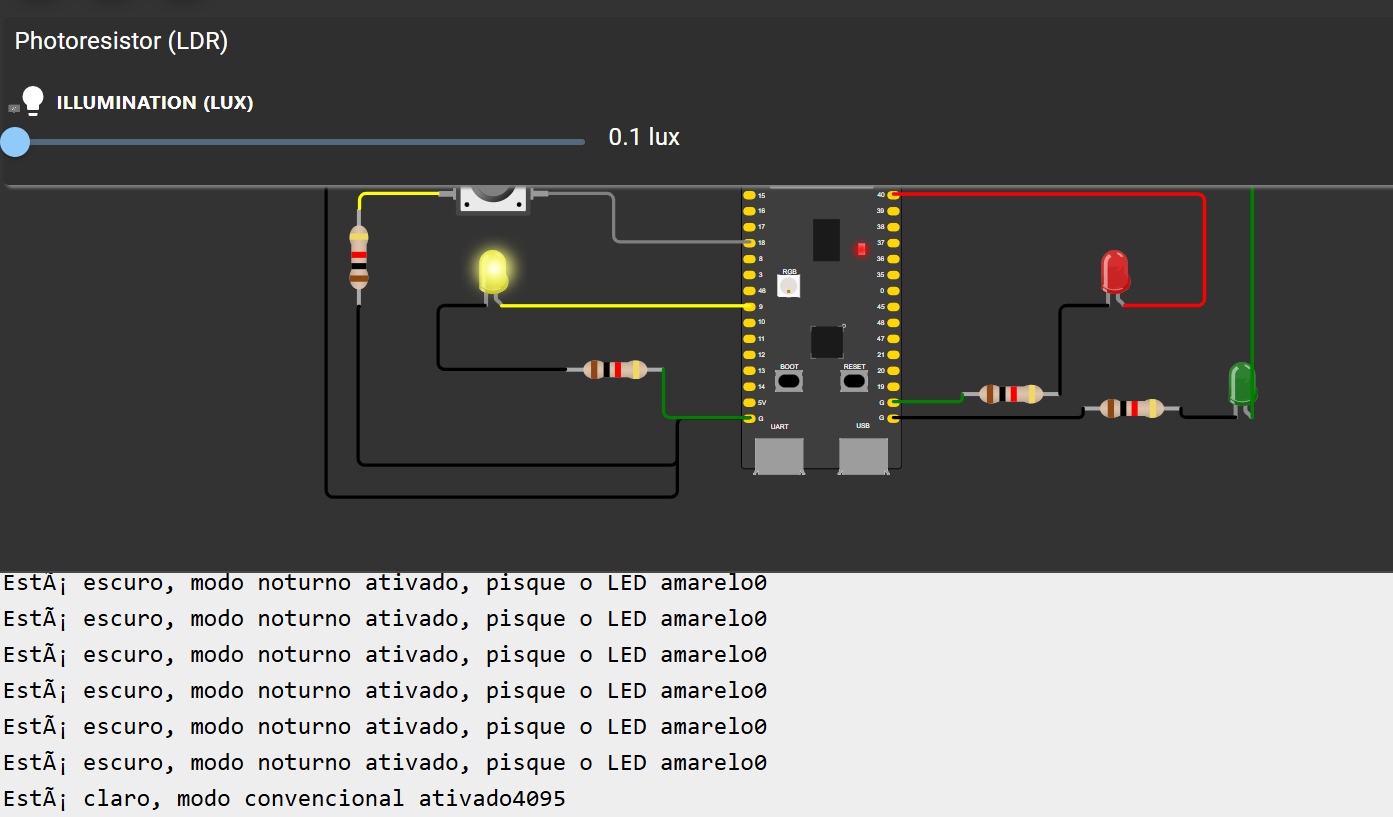 Photoresistor (LDR)
ILLUMINATION (LUX)
0.1 lux
15
16
17
18
8
3
46
9
10
11
12
13
14
5V
G
40
39
38
37
36
35
0
45
48
47
21
20
19
G
G
RGB
BOOT
RESET
UART
USB
EstÃ¡ escuro, modo noturno ativado, pisque o LED amarelo0
EstÃ¡ escuro, modo noturno ativado, pisque o LED amarelo0
EstÃ¡ escuro, modo noturno ativado, pisque o LED amarelo0
EstÃ¡ escuro, modo noturno ativado, pisque o LED amarelo0
EstÃ¡ escuro, modo noturno ativado, pisque o LED amarelo0
EstÃ¡ escuro, modo noturno ativado, pisque o LED amarelo0
EstÃ¡ claro, modo convencional ativado4095